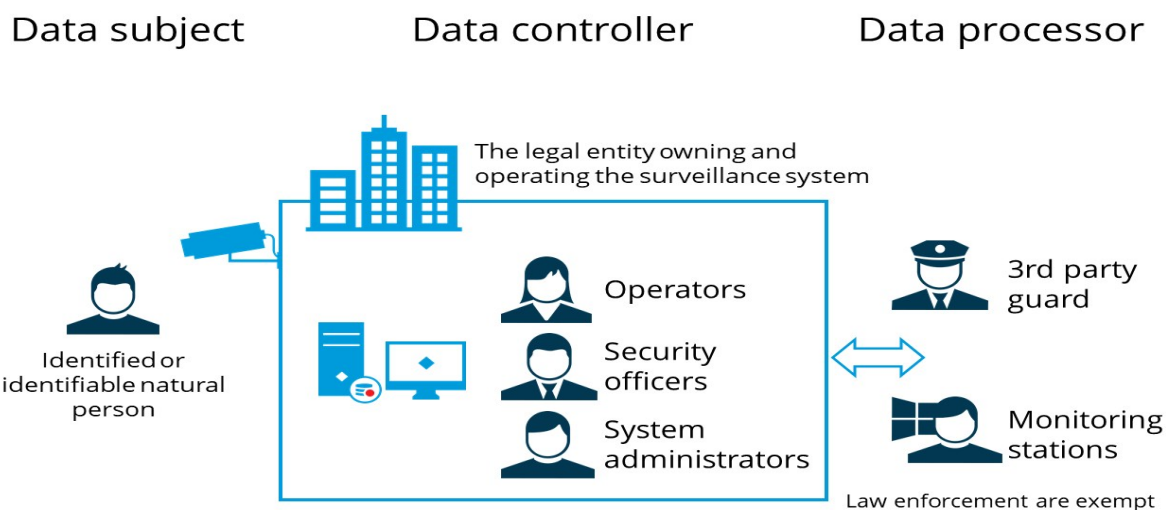 Data subject
Data controller
Data processor
The legal entity owning and
operating the surveillance system
Identified or
identifiable natural
person
Operators
Security
officers
System
administrators
3rd party
guard
Monitoring
stations
Law enforcement are exempt